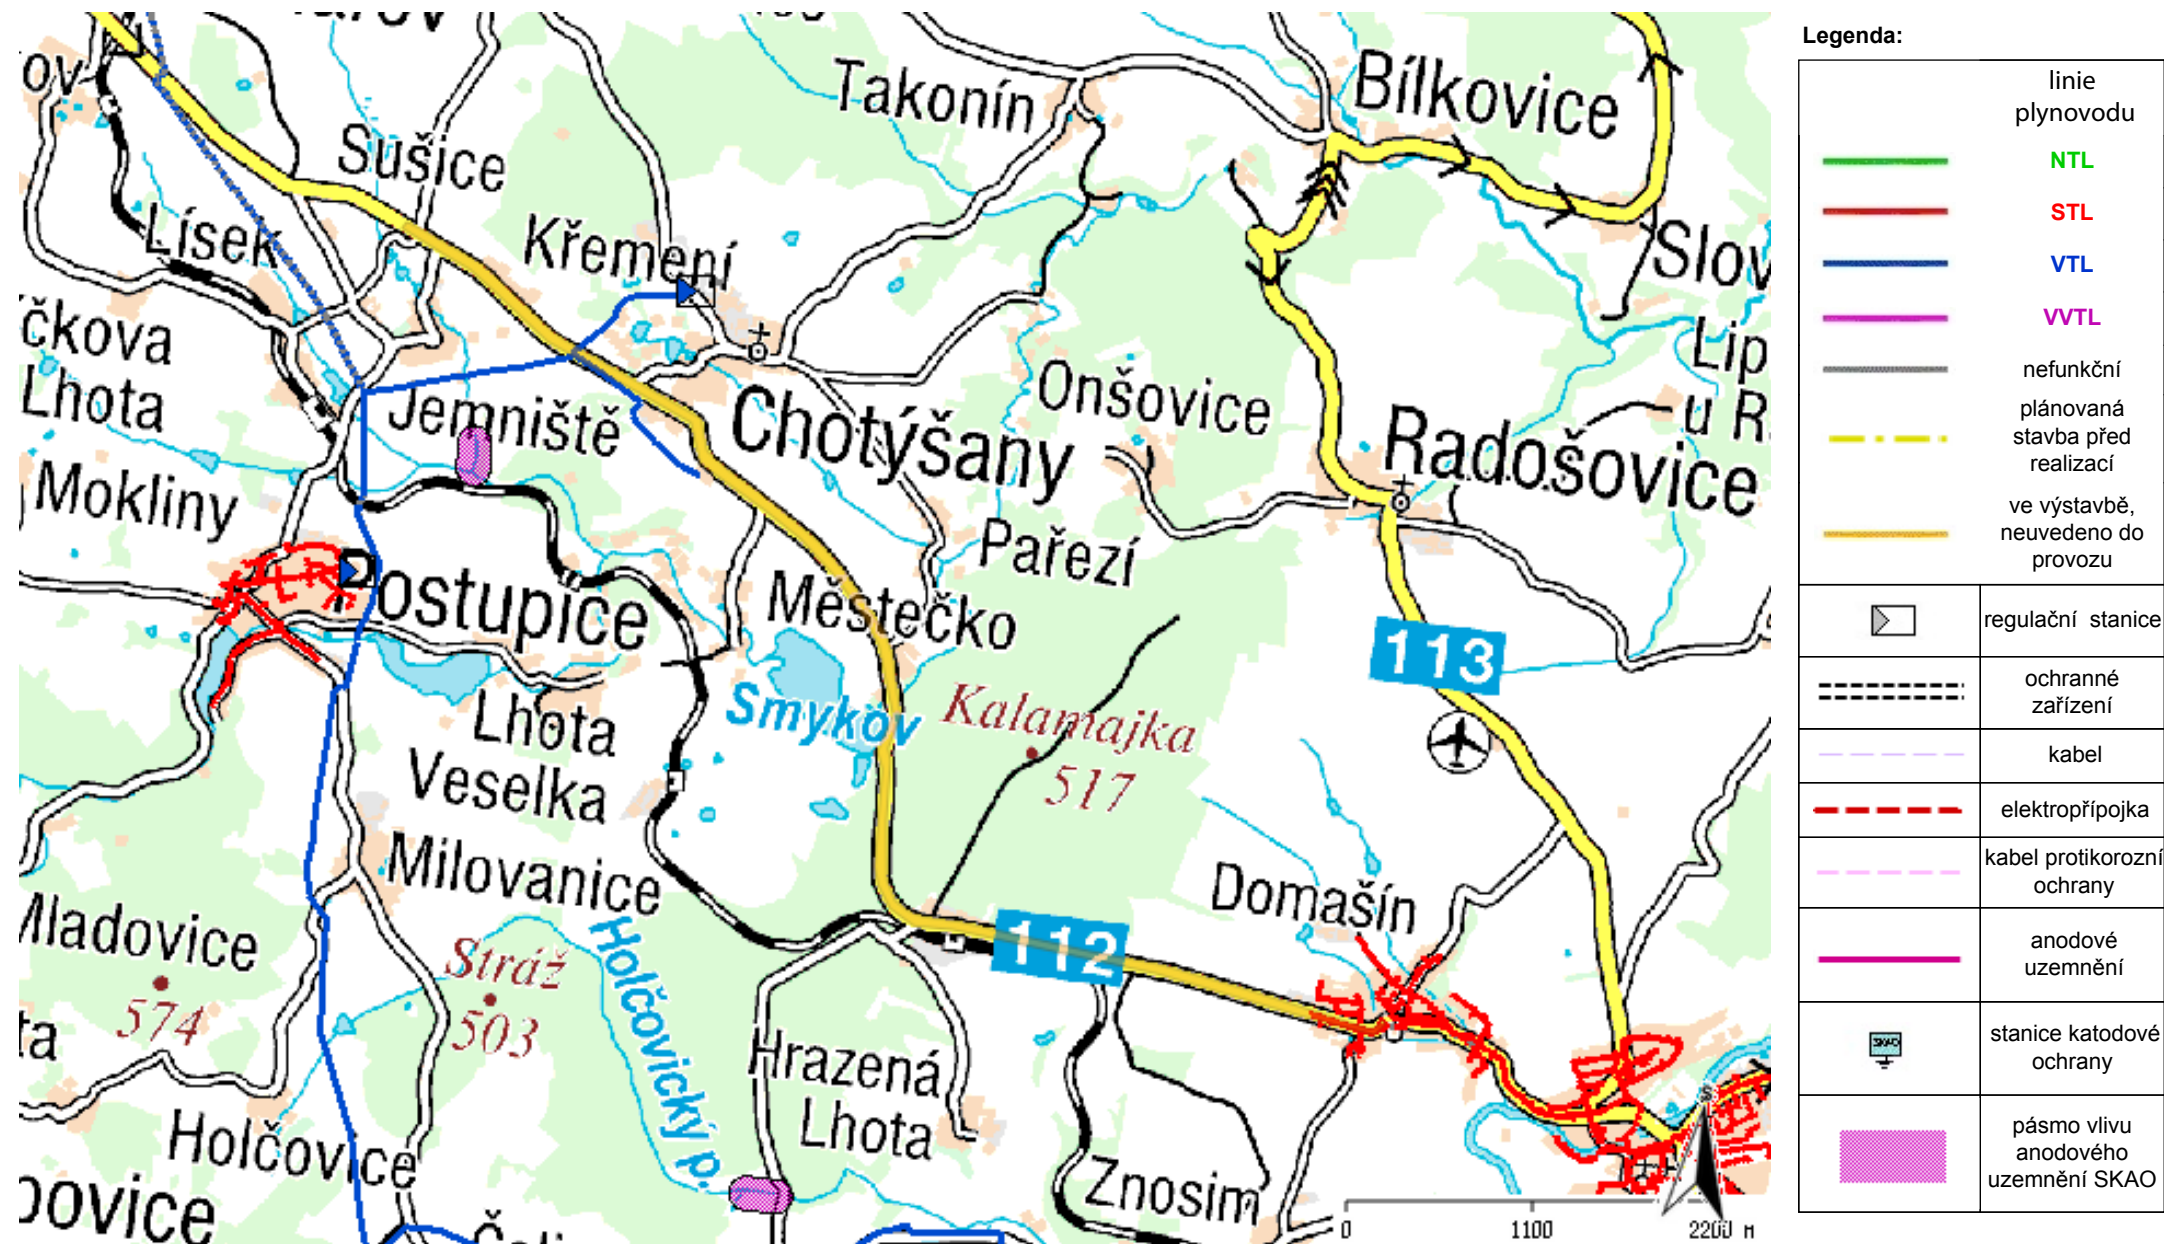 Takonín
Bílkovice
Sušice
Lísek
Křemení
Slov
čkova
Lhota
Lip
u R.
Jemniště
Chotýšany
Onšovice
Radošovice
Mokliny
Pařezí
Postupice
Městečko
113
Smykov
Kalamajka
517
Lhota
Veselka
Milovanice
Domašín
Mladovice
574
Stráž
503
Holčovický p.
112
ta
Hrazená
Lhota
Holčovice
Znosim
povice
0 1100 2200 m
Legenda:
linie
plynovodu
NTL
STL
VTL
VVTL
nefunkční
plánovaná
stavba před
realizací
ve výstavbě,
neuvedeno do
provozu
regulační stanice
ochranné
zařízení
kabel
elektropřípojka
kabel protikorozní
ochrany
anodové
uzemnění
SKAO
stanice katodové
ochrany
pásmo vlivu
anodového
uzemnění SKAO